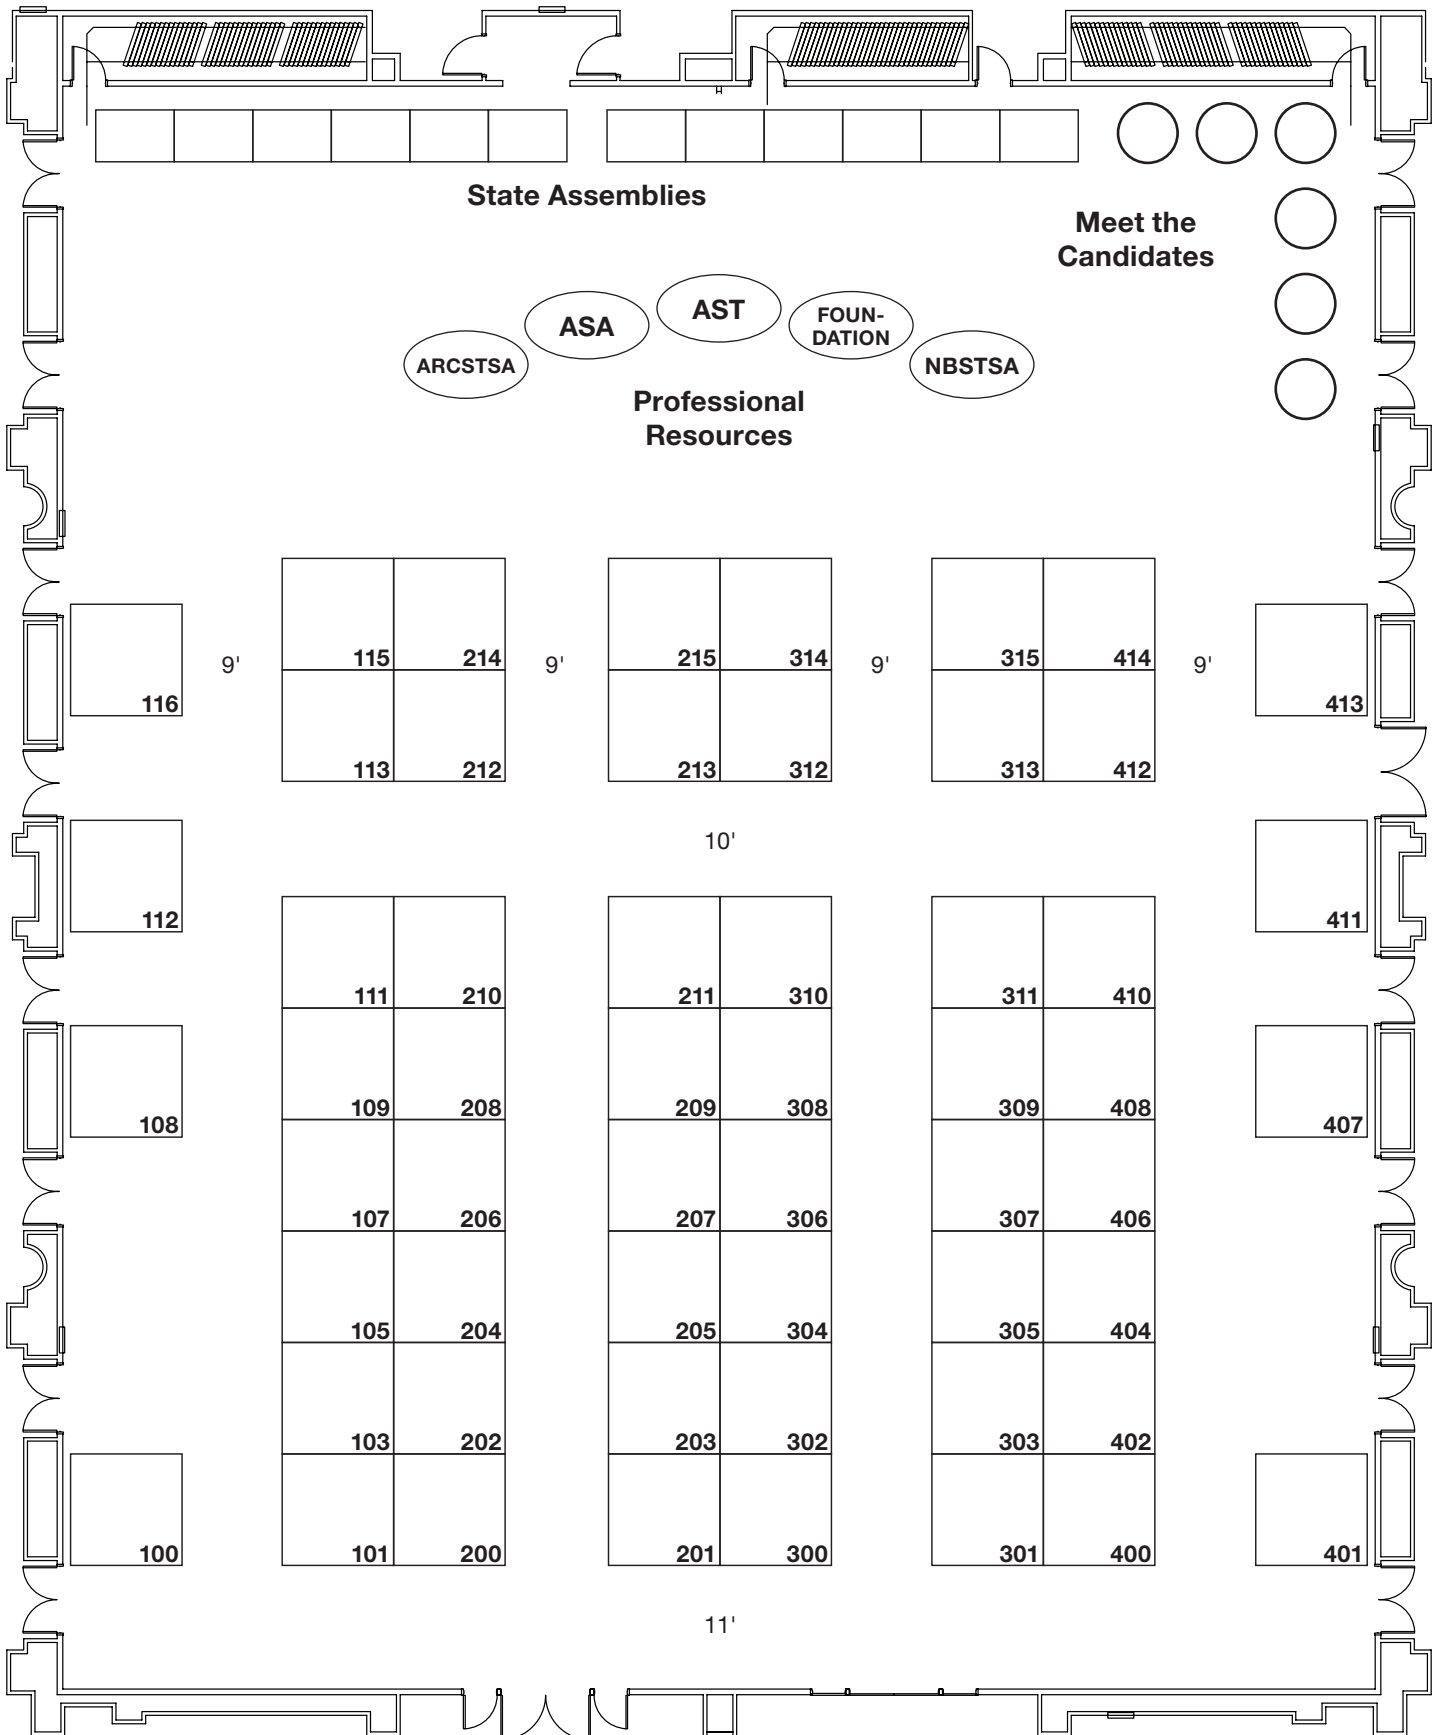 State Assemblies
Meet the
Candidates
ARCSTSA
ASA
AST
FOUN-
DATION
NBSTSA
Professional
Resources
115 214 215 314 315 414
9' 9' 9' 9'
116 413
113 212 213 312 313 412
10'
112 411
111 210 211 310 311 410
109 208 209 308 309 408
108 407
107 206 207 306 307 406
105 204 205 304 305 404
103 202 203 302 303 402
100 101 200 201 300 301 400 401
11'